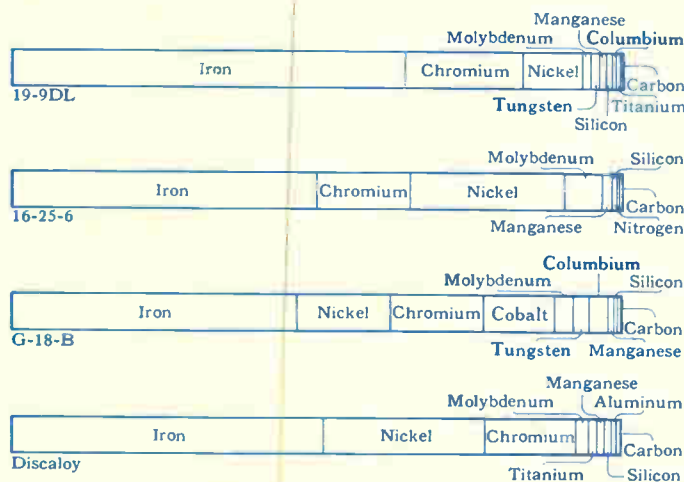 Manganese
Molybdenum Columbium
Iron Chromium Nickel
Carbon
19-9DL Tungsten Titanium
Silicon
Molybdenum Silicon
Iron Chromium Nickel
Carbon
16-25-6 Manganese Nitrogen
Columbium
Molybdenum Silicon
Iron Nickel Chromium Cobalt
Carbon
G-18-B Tungsten Manganese
Manganese
Molybdenum Aluminum
Iron Nickel Chromium
Carbon
Discaloy Titanium Silicon